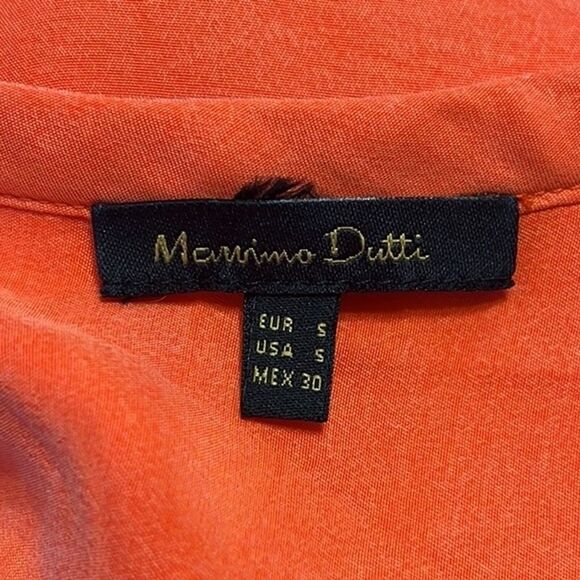 Massimo Dutti
EUR S
USA S
MEX 30